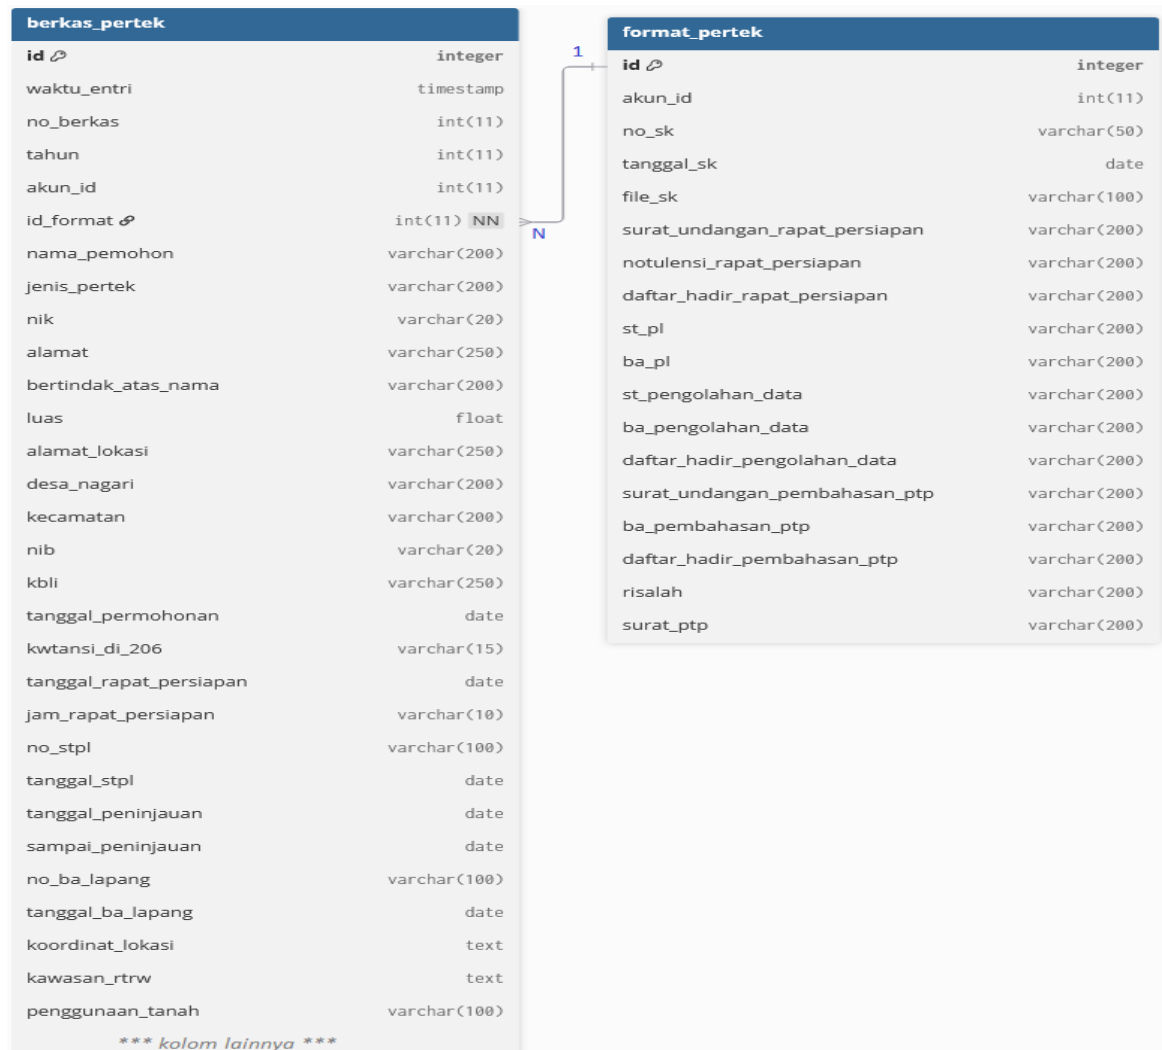 berkas_pertek
id integer
waktu_entri timestamp
no_berkas int(11)
tahun int(11)
akun_id int(11)
id_format int(11) NN
nama_pemohon varchar(200)
jenis_pertek varchar(200)
nik varchar(20)
alamat varchar(250)
bertindak_atas_nama varchar(200)
luas float
alamat_lokasi varchar(250)
desa_nagari varchar(200)
kecamatan varchar(200)
nib varchar(20)
kbli varchar(250)
tanggal_permohonan date
kwtansi_di_206 varchar(15)
tanggal_rapat_persiapan date
jam_rapat_persiapan varchar(10)
no_stpl varchar(100)
tanggal_stpl date
tanggal_peninjauan date
sampai_peninjauan date
no_ba_lapang varchar(100)
tanggal_ba_lapang date
koordinat_lokasi text
kawasan_rtrw text
penggunaan_tanah varchar(100)
*** kolom lainnya ***
1
N
format_pertek
id integer
akun_id int(11)
no_sk varchar(50)
tanggal_sk date
file_sk varchar(100)
surat_undangan_rapat_persiapan varchar(200)
notulensi_rapat_persiapan varchar(200)
daftar_hadir_rapat_persiapan varchar(200)
st_pl varchar(200)
ba_pl varchar(200)
st_pengolahan_data varchar(200)
ba_pengolahan_data varchar(200)
daftar_hadir_pengolahan_data varchar(200)
surat_undangan_pembahasan_ptp varchar(200)
ba_pembahasan_ptp varchar(200)
daftar_hadir_pembahasan_ptp varchar(200)
risalah varchar(200)
surat_ptp varchar(200)